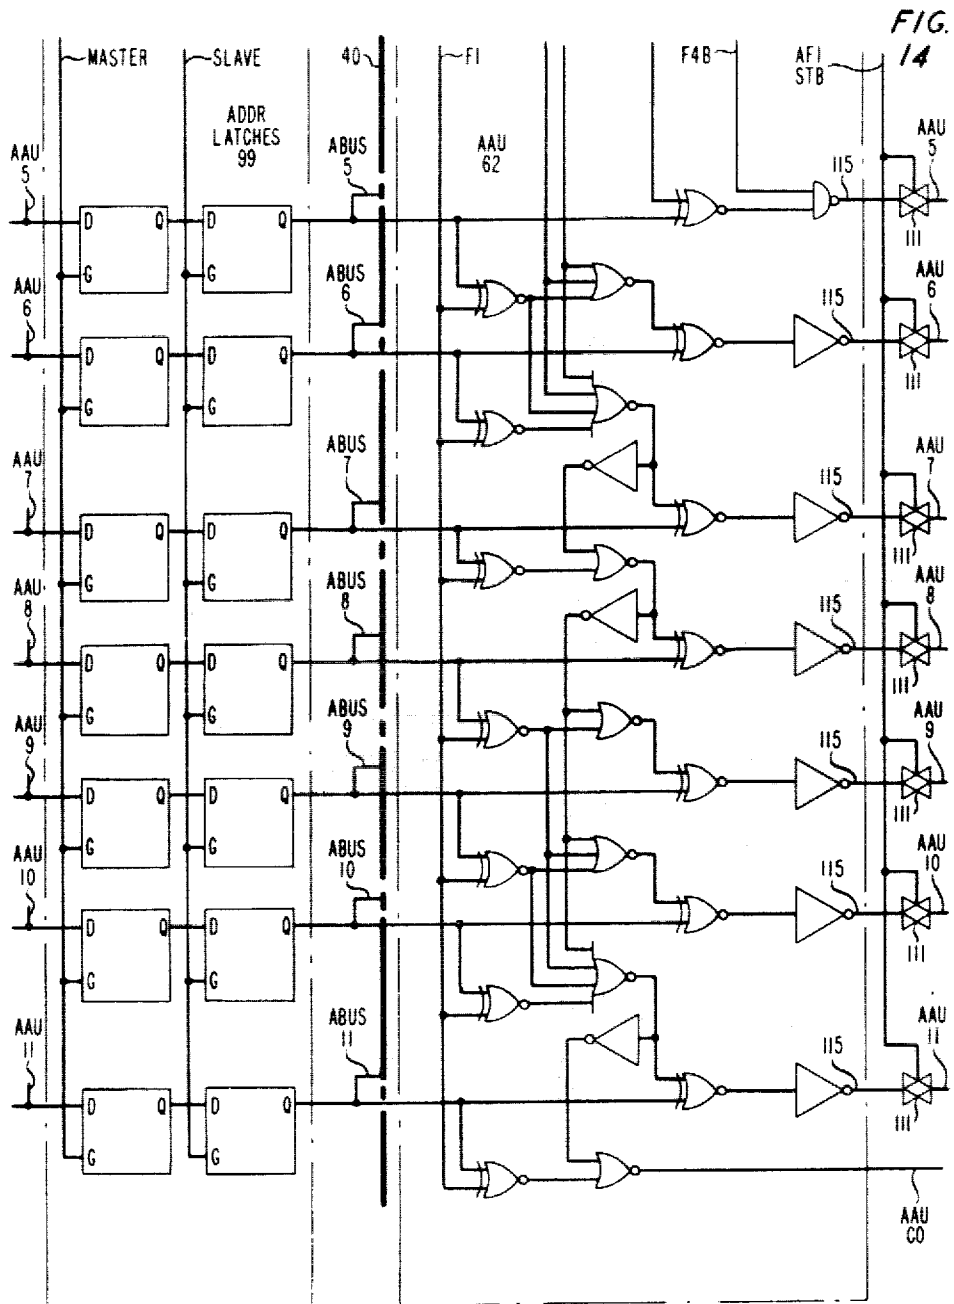 FIG.
14
MASTER
SLAVE
40
F1
F4B
AF1
STB
ADDR
LATCHES
99
ABUS
5
AAU
62
AAU
5
115
AAU
5
D Q D Q
G G
111
AAU
6
ABUS
6
115
AAU
6
D Q D Q
G G
111
AAU
7
ABUS
7
115
AAU
7
D Q D Q
G G
111
AAU
8
ABUS
8
115
AAU
8
D Q D Q
G G
111
AAU
9
ABUS
9
115
AAU
9
D Q D Q
G G
111
AAU
10
ABUS
10
115
AAU
10
D Q D Q
G G
111
AAU
11
ABUS
11
115
AAU
11
D Q D Q
G G
111
AAU
CO